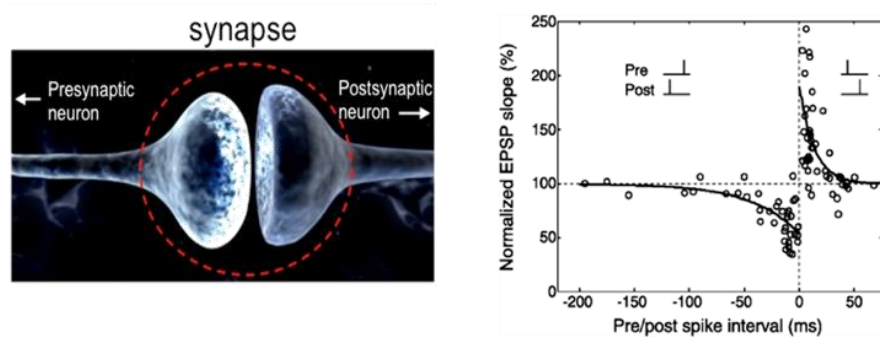 synapse
Presynaptic
neuron
Postsynaptic
neuron
Normalized EPSP slope (%)
250
200
150
100
50
0
Pre
Post
-200
-150
-100
-50
0
50
Pre/post spike interval (ms)